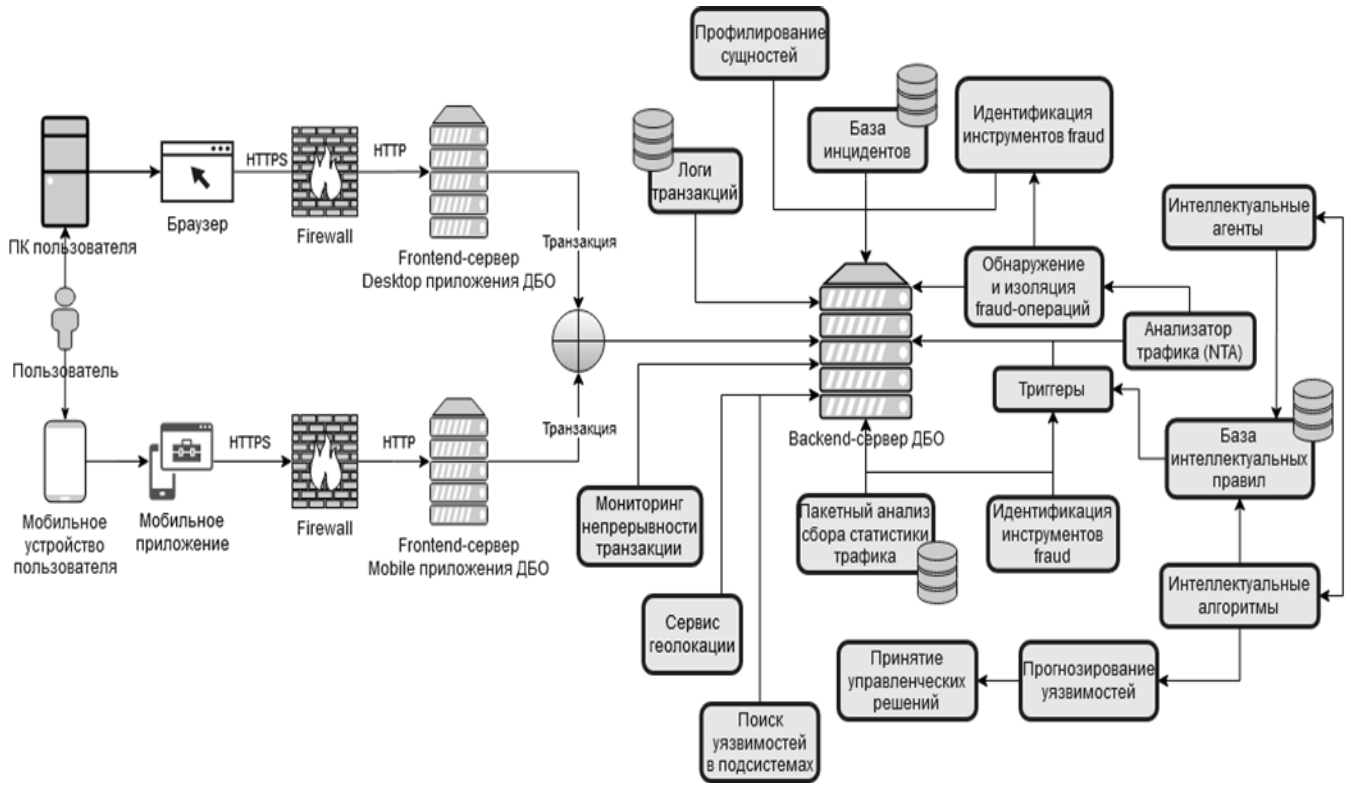 Профилирование
сущностей
База
инцидентов
Идентификация
инструментов fraud
Логи
транзакций
Интеллектуальные
агенты
HTTPS
HTTP
Браузер
Firewall
ПК пользователя
Frontend-сервер
Desktop приложения ДБО
Транзакция
Обнаружение
и изоляция
fraud-операций
Анализатор
трафика (NTA)
Пользователь
Триггеры
Backend-сервер ДБО
База
интеллектуальных
правил
Транзакция
HTTPS
HTTP
Мобильное
устройство
пользователя
Мобильное
приложение
Firewall
Frontend-сервер
Mobile приложения ДБО
Мониторинг
непрерывности
транзакции
Пакетный анализ
сбора статистики
трафика
Идентификация
инструментов
fraud
Интеллектуальные
алгоритмы
Сервис
геолокации
Принятие
управленческих
решений
Прогнозирование
уязвимостей
Поиск
уязвимостей
в подсистемах